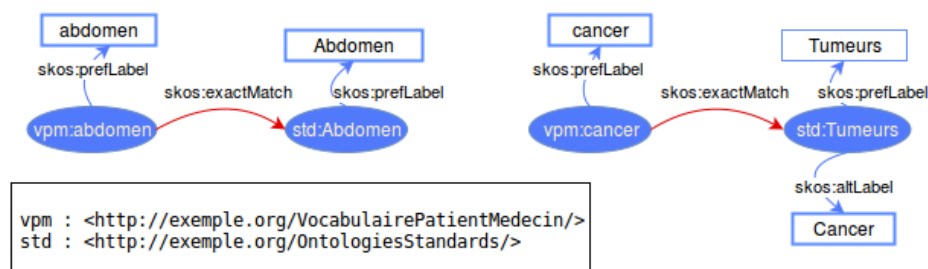 abdomen
Abdomen
skos:prefLabel
skos:exactMatch
skos:prefLabel
vpm:abdomen
std:Abdomen
cancer
Tumeurs
skos:prefLabel
skos:exactMatch
skos:prefLabel
vpm:cancer
std:Tumeurs
skos:altLabel
Cancer
vpm : <http://exemple.org/VocabulairePatientMedecin/>
std : <http://exemple.org/OntologiesStandards/>